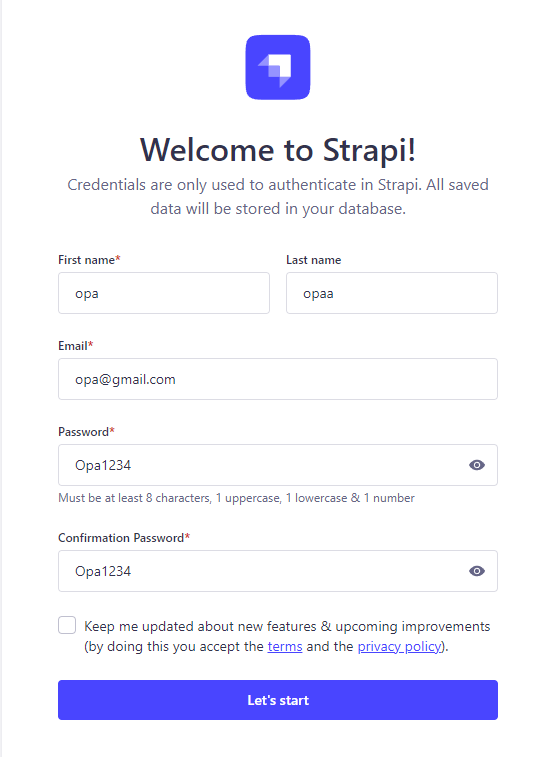 Welcome to Strapi!
Credentials are only used to authenticate in Strapi. All saved
data will be stored in your database.
First name*
Last name
opa
opaa
Email*
opa@gmail.com
Password*
Opa1234
Must be at least 8 characters, 1 uppercase, 1 lowercase & 1 number
Confirmation Password*
Opa1234
Keep me updated about new features & upcoming improvements
(by doing this you accept the terms and the privacy policy).
Let's start